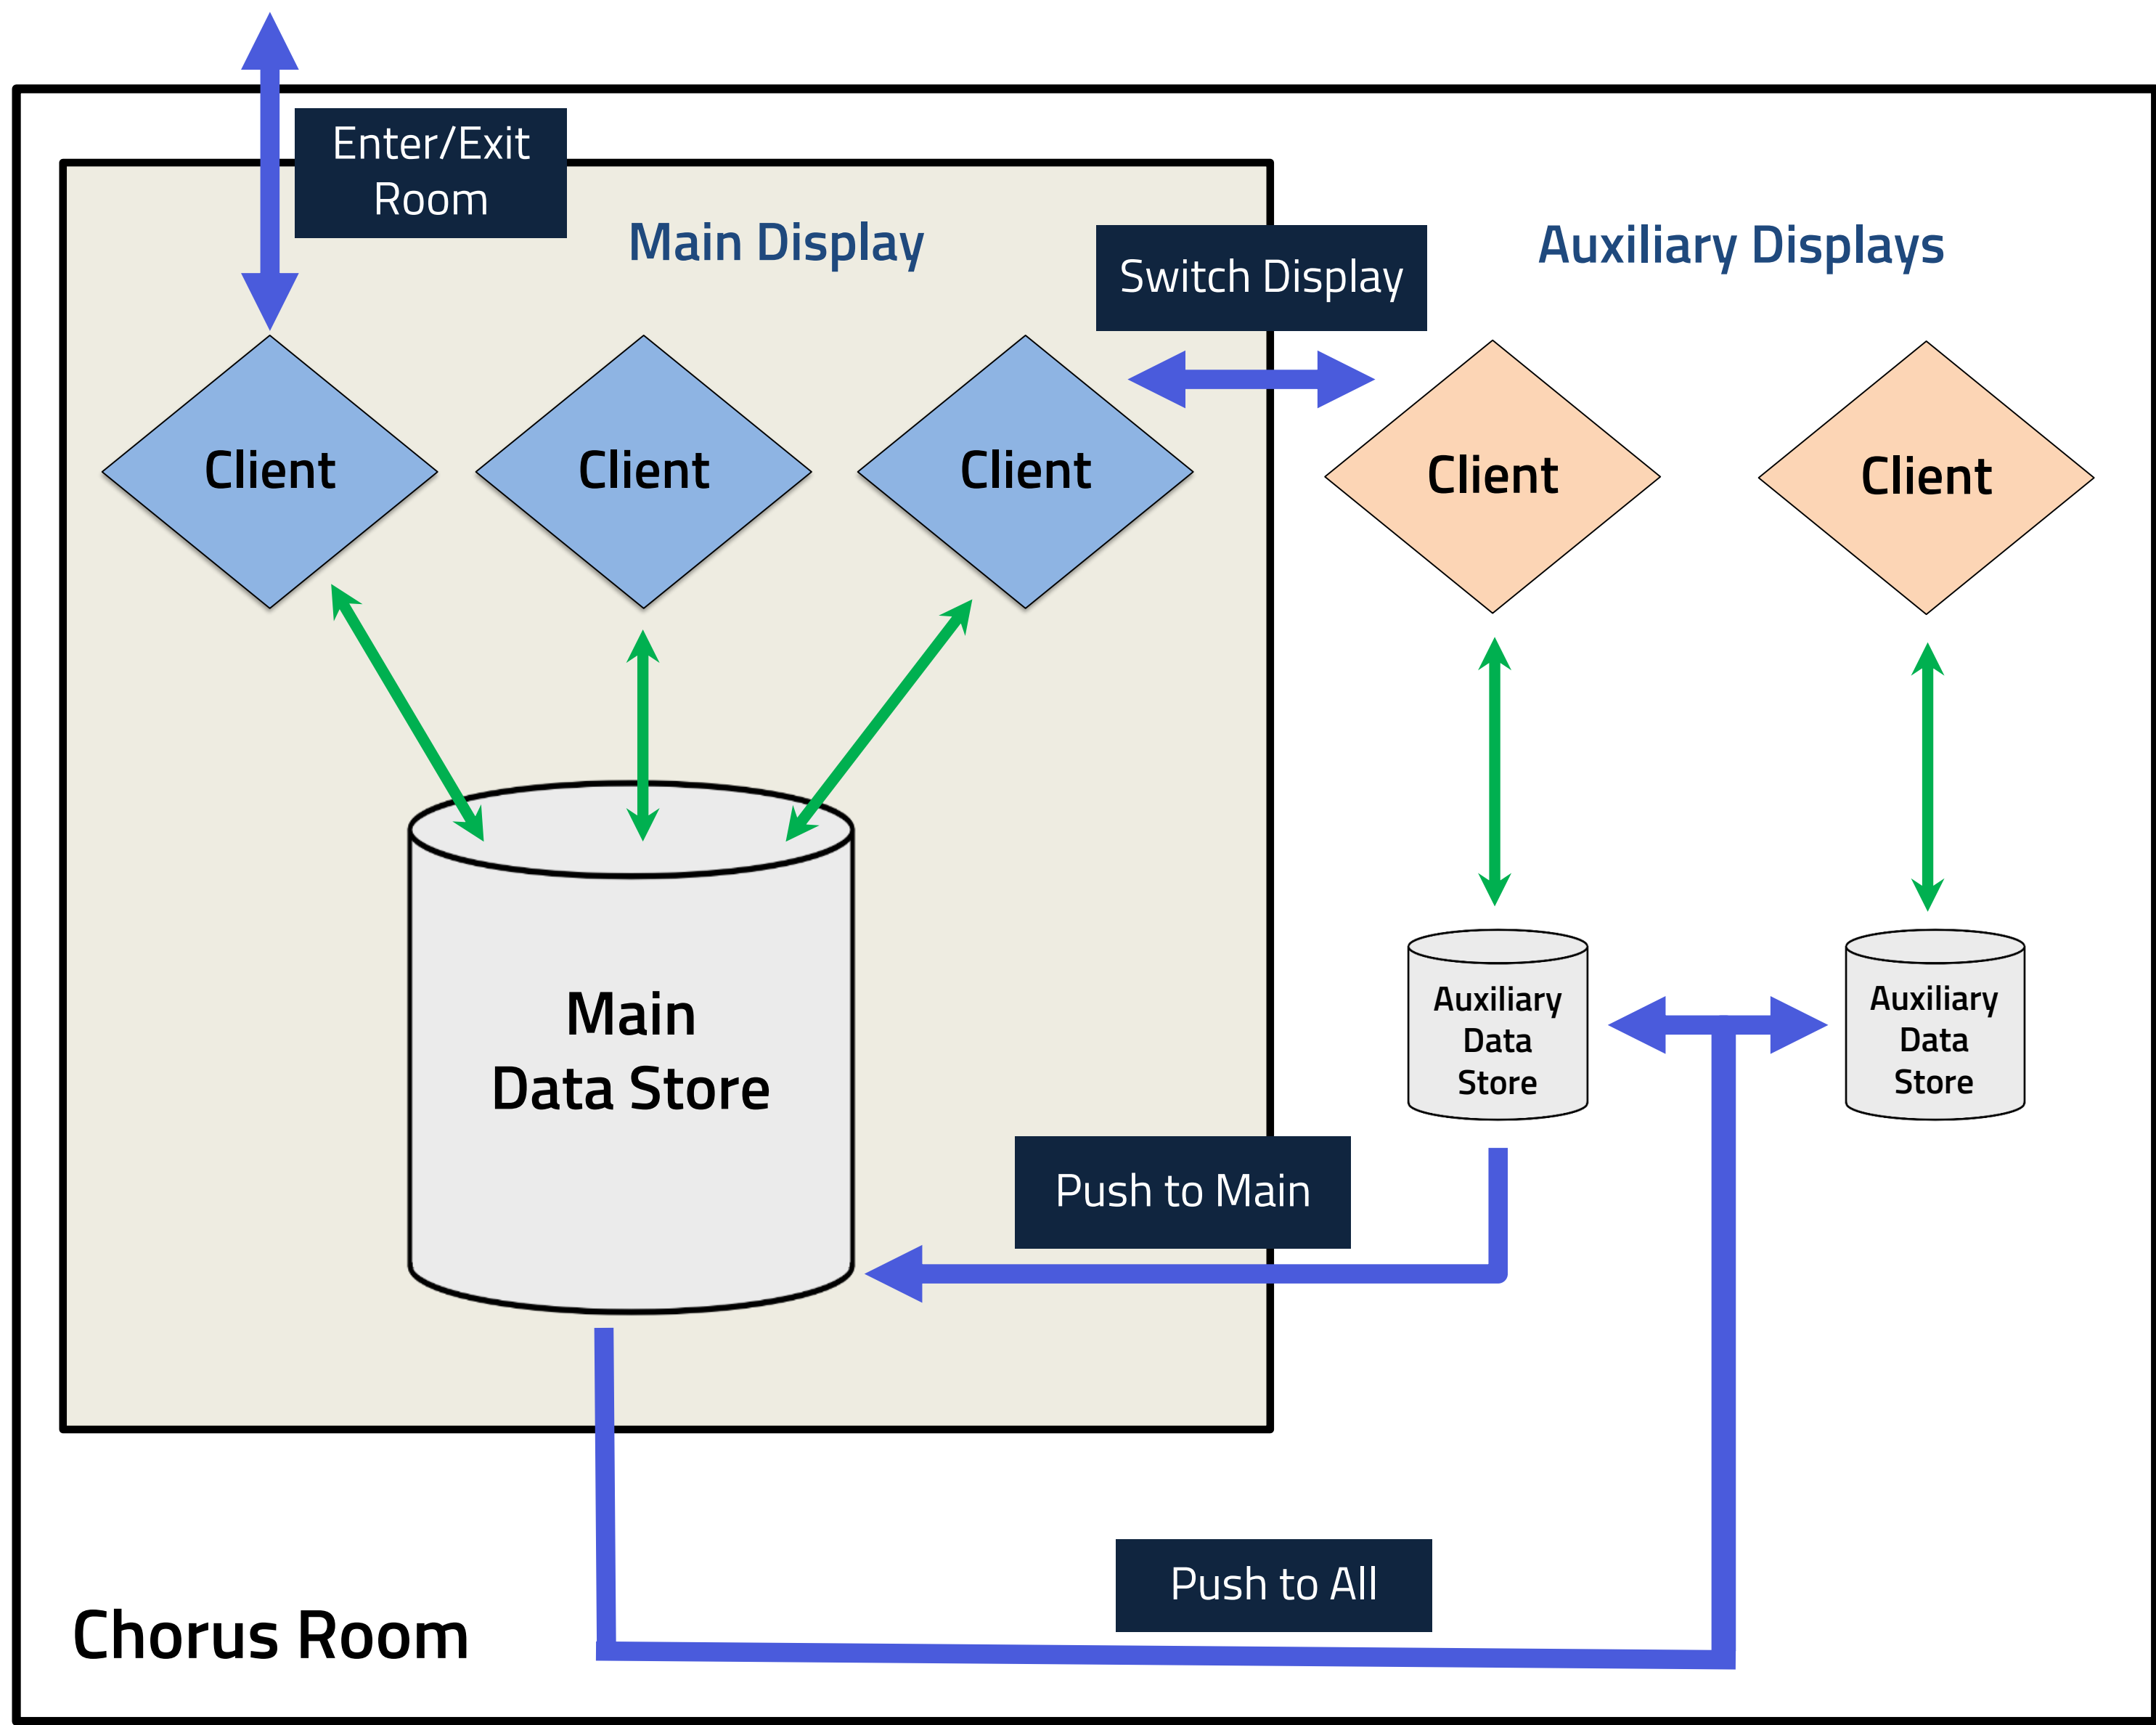 Enter/Exit
Room
Main Display
Switch Display
Auxiliary Displays
Client
Client
Client
Client
Client
Main
Data Store
Auxiliary
Data
Store
Auxiliary
Data
Store
Push to Main
Push to All
Chorus Room